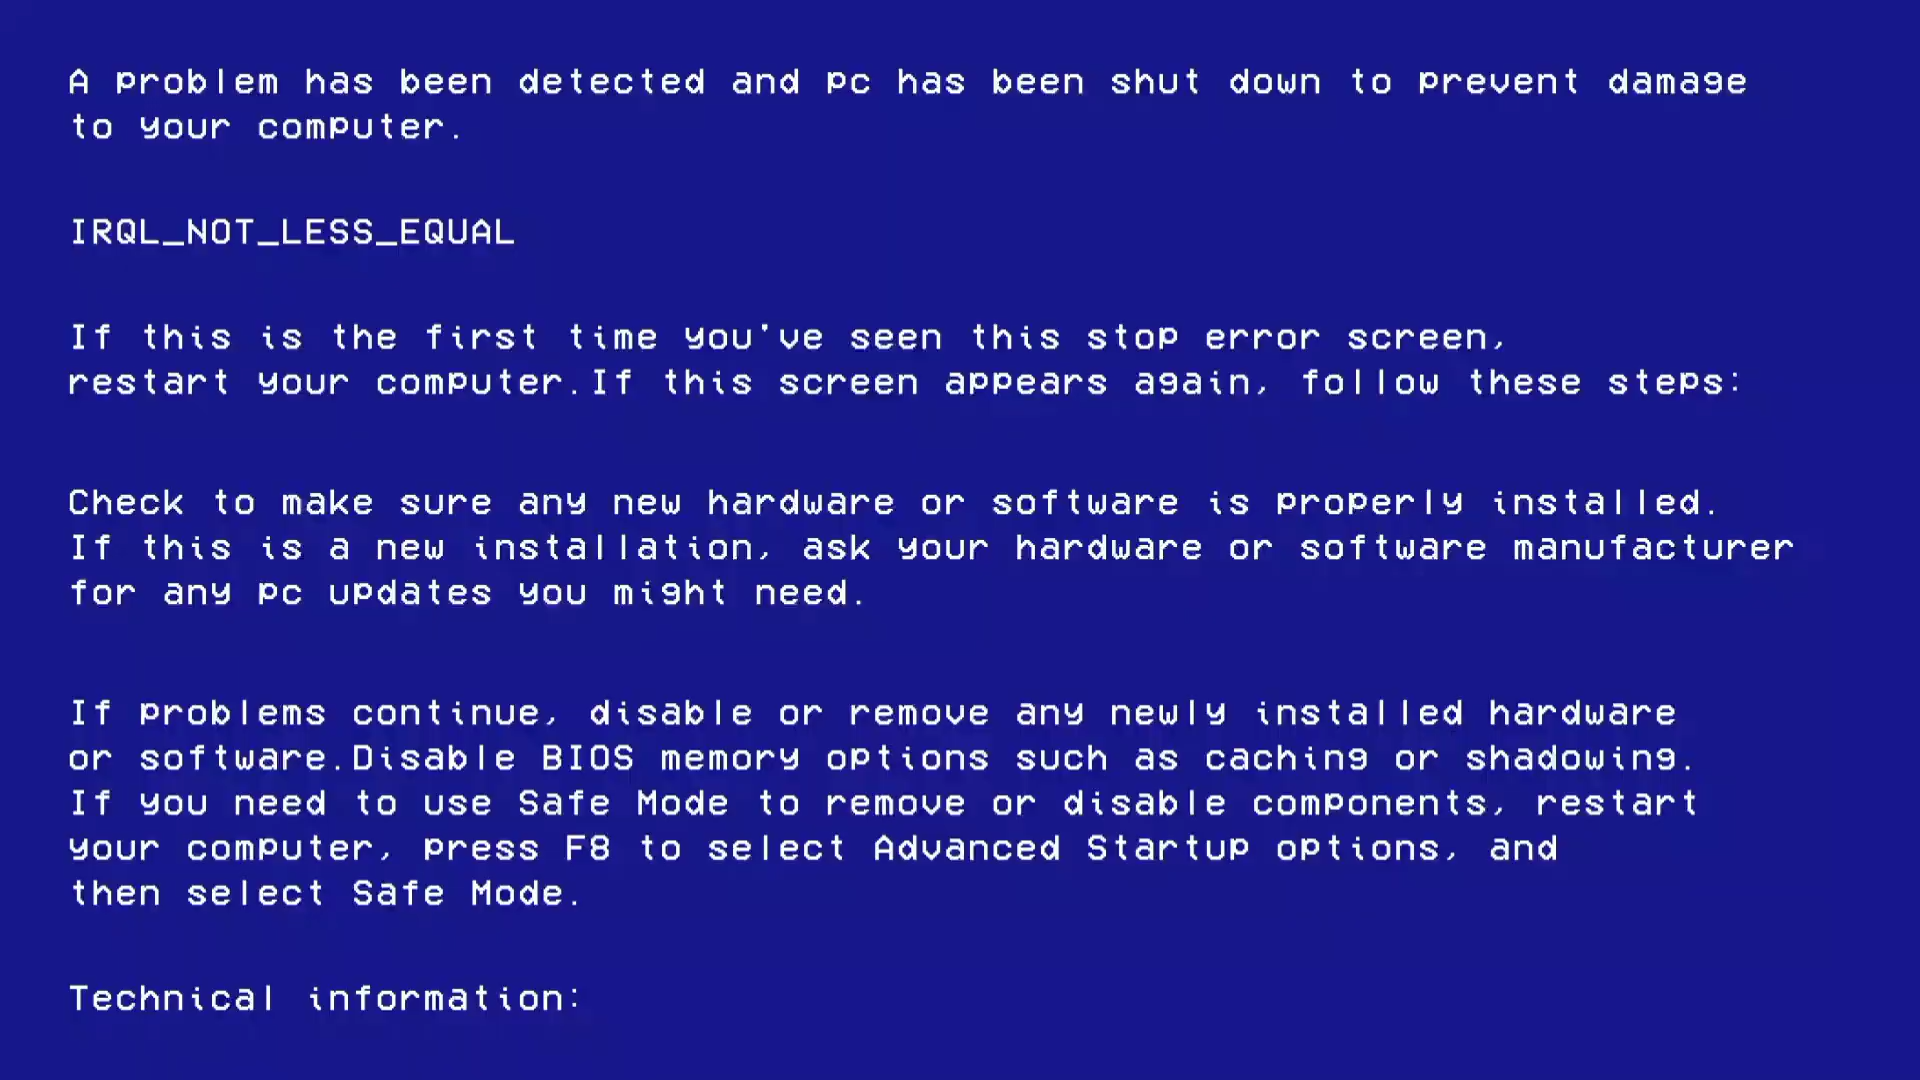 A problem has been detected and pc has been shut down to prevent damage
to your computer.
IRQL_NOT_LESS_EQUAL
If this is the first time you've seen this stop error screen,
restart your computer.If this screen appears again, follow these steps:
Check to make sure any new hardware or software is properly installed.
If this is a new installation, ask your hardware or software manufacturer
for any pc updates you might need.
If problems continue, disable or remove any newly installed hardware
or software.Disable BIOS memory options such as caching or shadowing.
If you need to use Safe Mode to remove or disable components, restart
your computer, press F8 to select Advanced Startup options, and
then select Safe Mode.
Technical information: